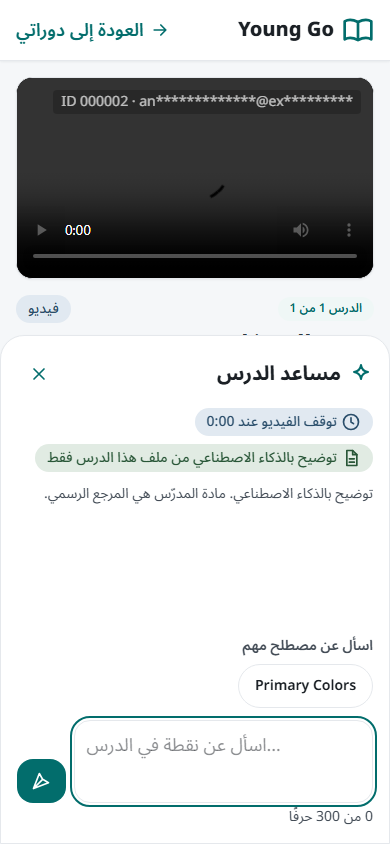 Young Go
العودة إلى دوراتي
ID 000002 · an*************@ex*********
0:00
الدرس 1 من 1
فيديو
مساعد الدرس
توقف الفيديو عند 0:00
توضيح بالذكاء الاصطناعي من ملف هذا الدرس فقط
توضيح بالذكاء الاصطناعي. مادة المدرّس هي المرجع الرسمي.
اسأل عن مصطلح مهم
Primary Colors
اسأل عن نقطة في الدرس...
0 من 300 حرفًا